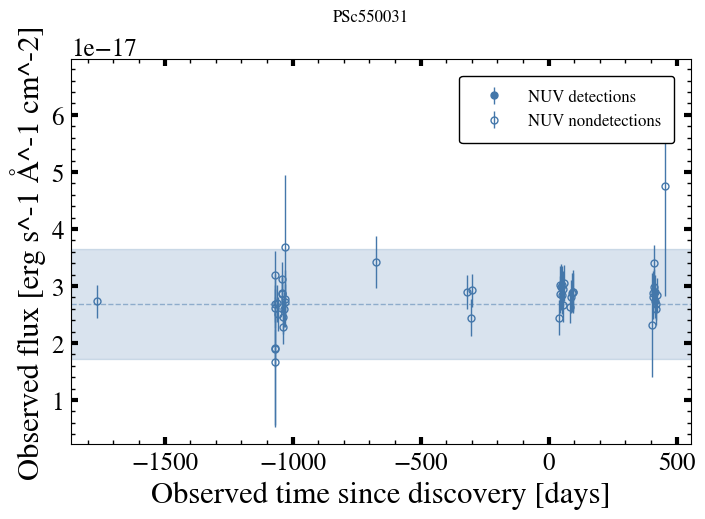 PSc550031
1e−17
Observed flux [erg s^-1 Å^-1 cm^-2]
6
5
4
3
2
1
NUV detections
NUV nondetections
−1500
−1000
−500
0
500
Observed time since discovery [days]